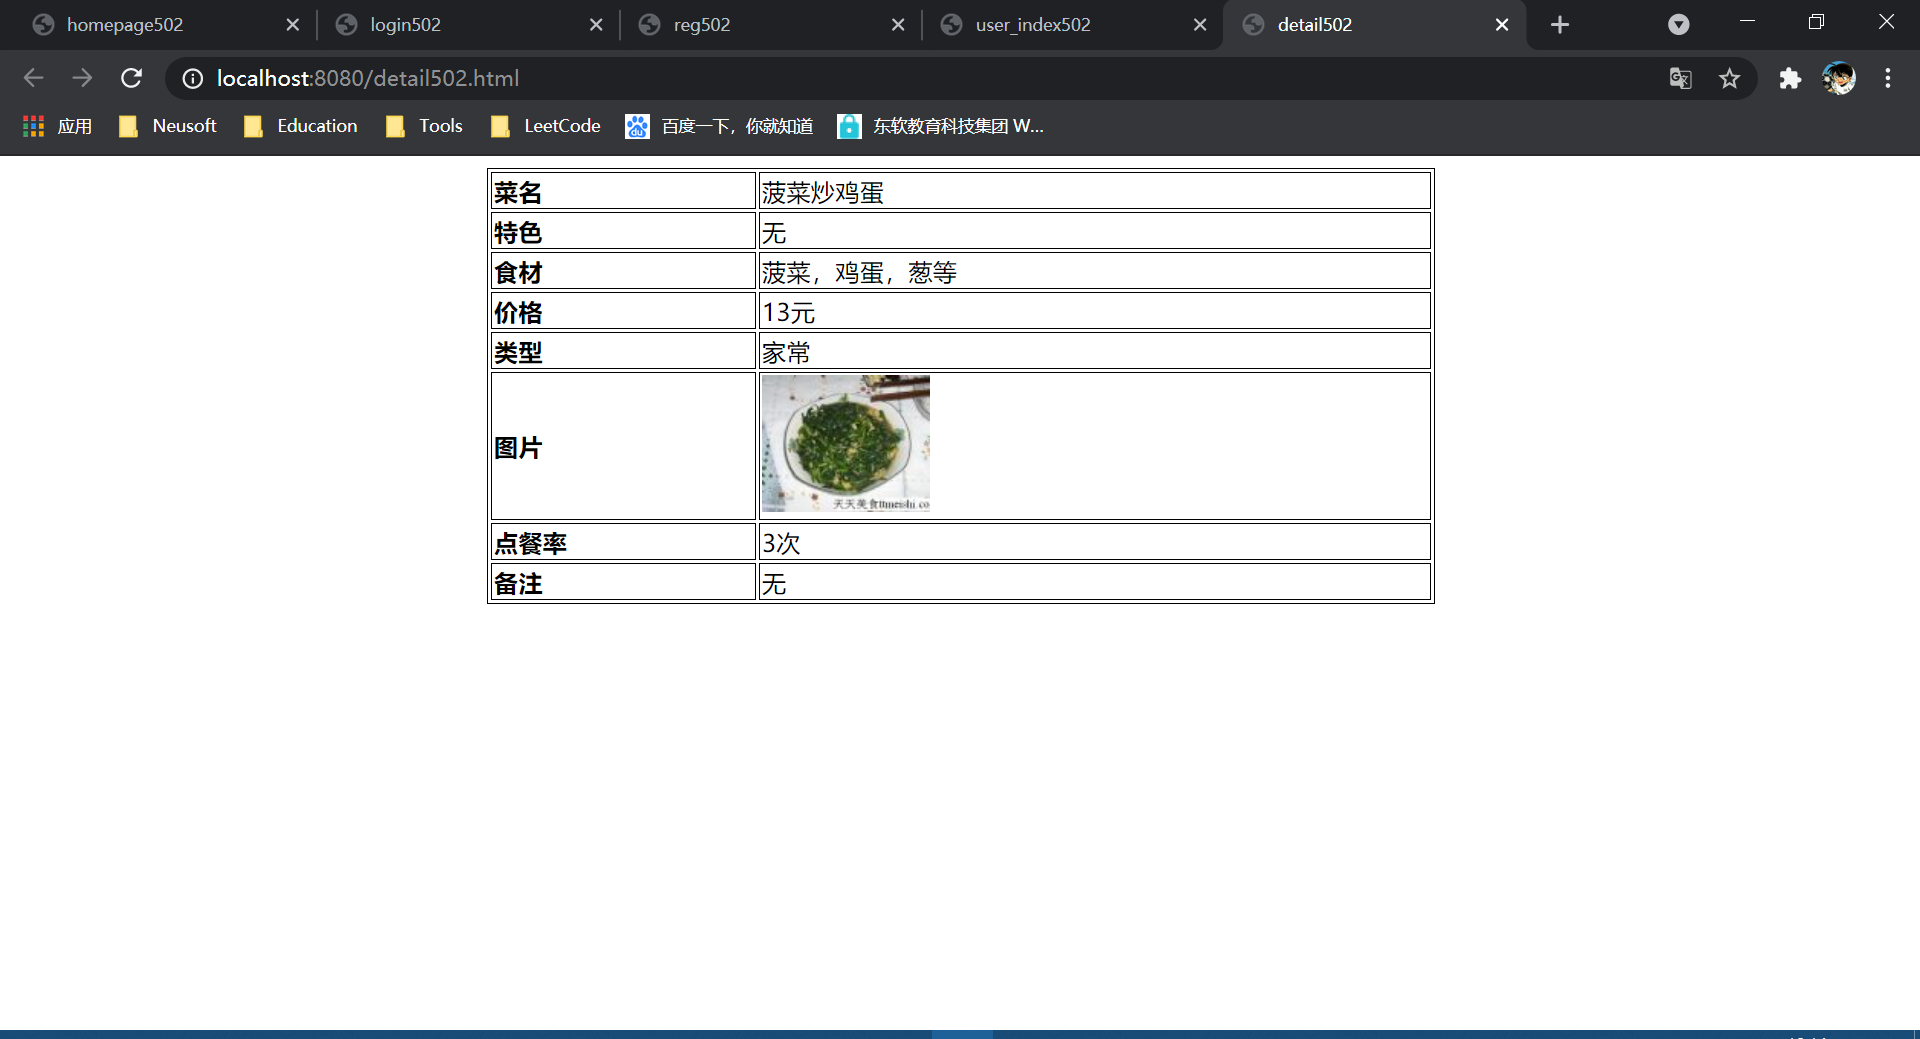 homepage502
login502
reg502
user_index502
detail502
localhost:8080/detail502.html
应用
Neusoft
Education
Tools
LeetCode
百度一下，你就知道
东软教育科技集团 W...
菜名 菠菜炒鸡蛋
特色 无
食材 菠菜，鸡蛋，葱等
价格 13元
类型 家常
图片
天天美食ttmeishi.co
点餐率 3次
备注 无